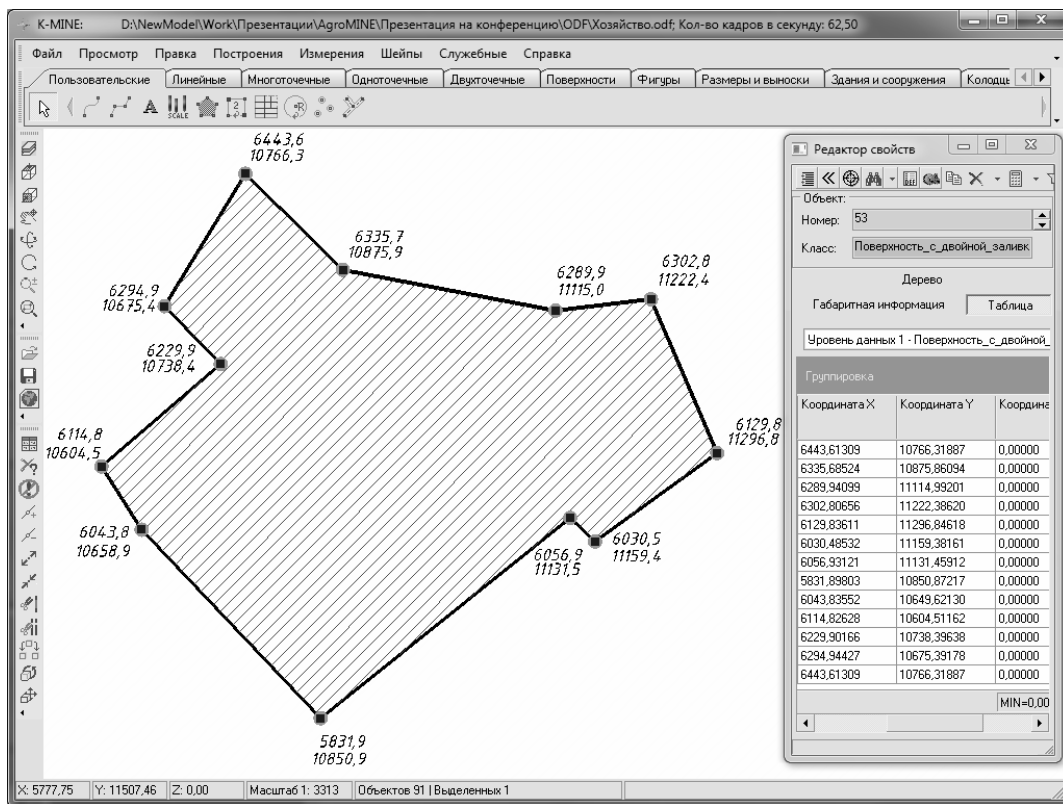 K-MINE: D:\NewModel\Work\Презентации\AgroMINE\Презентация на конференцию\ODF\Хозяйство.odf; Кол-во кадров в секунду: 62,50
Файл Просмотр Правка Построения Измерения Шейпы Служебные Справка
Пользовательские Линейные Многоточечные Одноточечные Двухточечные Поверхности Фигуры Размеры и выноски Здания и сооружения Колодц
SCALE
6443,6
10766,3
6335,7
10875,9
6294,9
10675,4
6289,9
11115,0
6302,8
11222,4
6229,9
10738,4
6114,8
10604,5
6129,8
11296,8
6043,8
10658,9
6056,9
11131,5
6030,5
11159,4
5831,9
10850,9
Редактор свойств
Объект:
Номер: 53
Класс: Поверхность_с_двойной_заливк
Дерево
Габаритная информация Таблица
Уровень данных 1 - Поверхность_с_двойной_
Группировка
Координата X Координата Y Координа
6443,61309 10766,31887 0,00000
6335,68524 10875,86094 0,00000
6289,94099 11114,99201 0,00000
6302,80656 11222,38620 0,00000
6129,83611 11296,84618 0,00000
6030,48532 11159,38161 0,00000
6056,93121 11131,45912 0,00000
5831,89803 10850,87217 0,00000
6043,83552 10649,62130 0,00000
6114,82628 10604,51162 0,00000
6229,90166 10738,39638 0,00000
6294,94427 10675,39178 0,00000
6443,61309 10766,31887 0,00000
MIN=0,00
X: 5777,75 Y: 11507,46 Z: 0,00 Масштаб 1: 3313 Объектов 91 | Выделенных 1